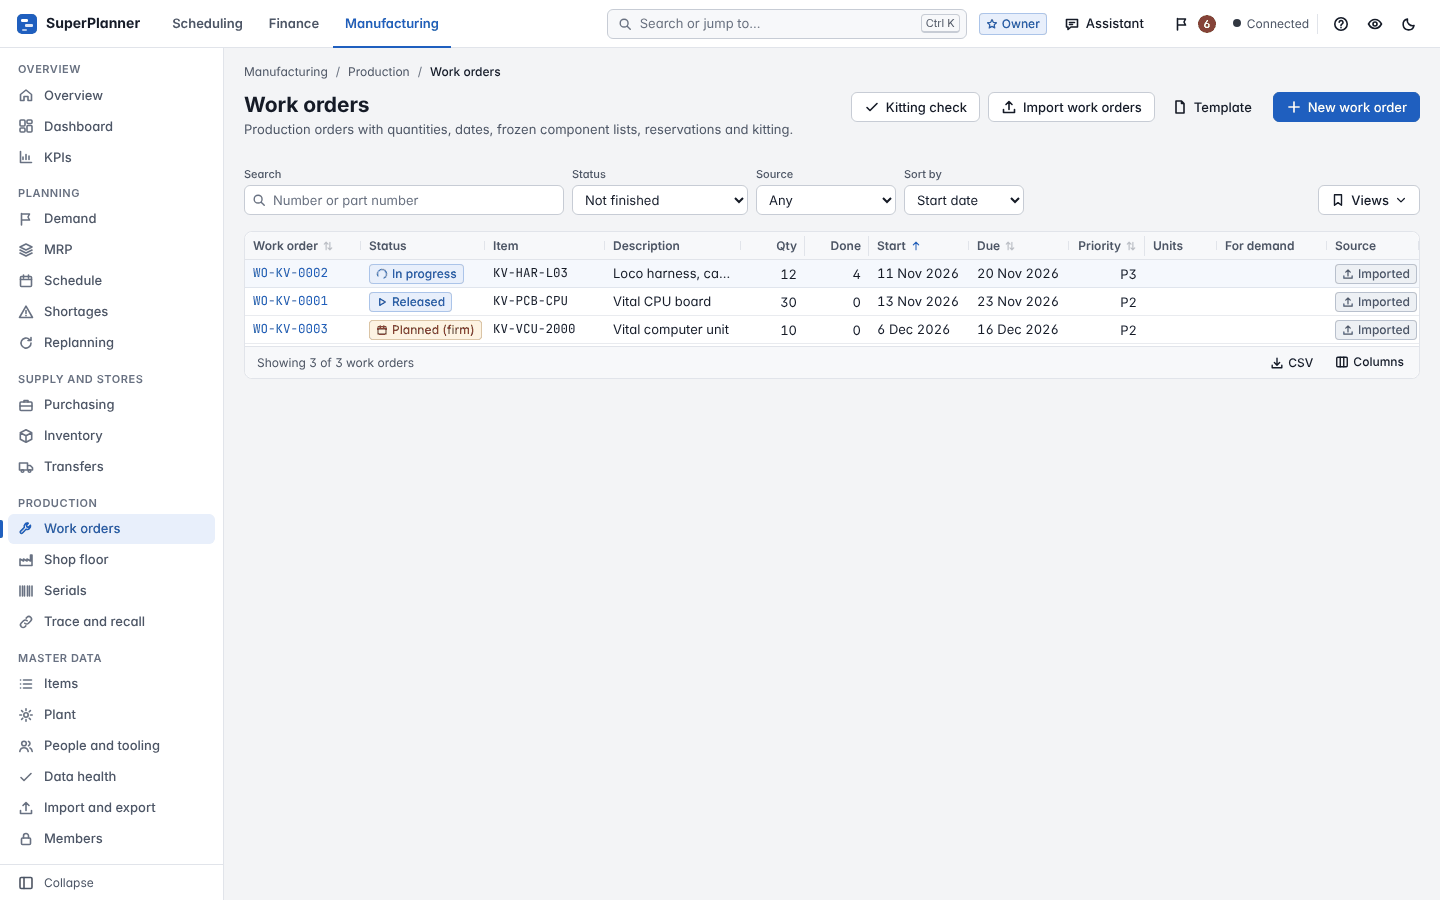 SuperPlanner
Scheduling
Finance
Manufacturing
Search or jump to...
Ctrl K
Owner
Assistant
6
Connected
OVERVIEW
Overview
Dashboard
KPIs
PLANNING
Demand
MRP
Schedule
Shortages
Replanning
SUPPLY AND STORES
Purchasing
Inventory
Transfers
PRODUCTION
Work orders
Shop floor
Serials
Trace and recall
MASTER DATA
Items
Plant
People and tooling
Data health
Import and export
Members
Collapse
Manufacturing / Production / Work orders
Work orders
Production orders with quantities, dates, frozen component lists, reservations and kitting.
Kitting check
Import work orders
Template
New work order
Search
Number or part number
Status
Not finished
Source
Any
Sort by
Start date
Views
Work order Status Item Description Qty Done Start Due Priority Units For demand Source
WO-KV-0002 In progress KV-HAR-L03 Loco harness, ca... 12 4 11 Nov 2026 20 Nov 2026 P3 Imported
WO-KV-0001 Released KV-PCB-CPU Vital CPU board 30 0 13 Nov 2026 23 Nov 2026 P2 Imported
WO-KV-0003 Planned (firm) KV-VCU-2000 Vital computer unit 10 0 6 Dec 2026 16 Dec 2026 P2 Imported
Showing 3 of 3 work orders
CSV
Columns